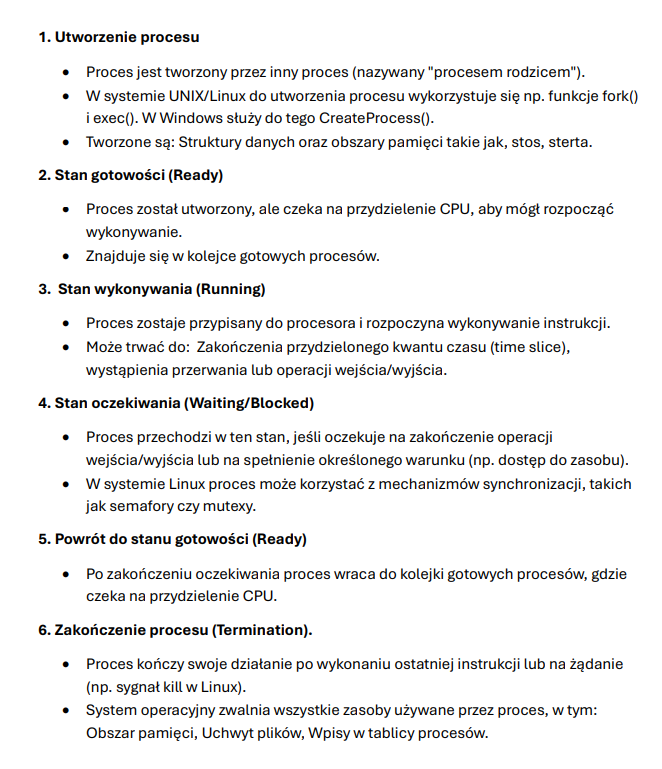 1. Utworzenie procesu
• Proces jest tworzony przez inny proces (nazywany "procesem rodzicem").
• W systemie UNIX/Linux do utworzenia procesu wykorzystuje się np. funkcje fork()
i exec(). W Windows służy do tego CreateProcess().
• Tworzone są: Struktury danych oraz obszary pamięci takie jak, stos, sterta.
2. Stan gotowości (Ready)
• Proces został utworzony, ale czeka na przydzielenie CPU, aby mógł rozpocząć
wykonywanie.
• Znajduje się w kolejce gotowych procesów.
3. Stan wykonywania (Running)
• Proces zostaje przypisany do procesora i rozpoczyna wykonywanie instrukcji.
• Może trwać do: Zakończenia przydzielonego kwantu czasu (time slice),
wystąpienia przerwania lub operacji wejścia/wyjścia.
4. Stan oczekiwania (Waiting/Blocked)
• Proces przechodzi w ten stan, jeśli oczekuje na zakończenie operacji
wejścia/wyjścia lub na spełnienie określonego warunku (np. dostęp do zasobu).
• W systemie Linux proces może korzystać z mechanizmów synchronizacji, takich
jak semafory czy mutexy.
5. Powrót do stanu gotowości (Ready)
• Po zakończeniu oczekiwania proces wraca do kolejki gotowych procesów, gdzie
czeka na przydzielenie CPU.
6. Zakończenie procesu (Termination).
• Proces kończy swoje działanie po wykonaniu ostatniej instrukcji lub na żądanie
(np. sygnał kill w Linux).
• System operacyjny zwalnia wszystkie zasoby używane przez proces, w tym:
Obszar pamięci, Uchwyt plików, Wpisy w tablicy procesów.